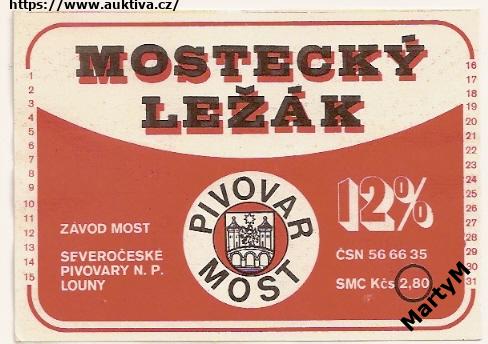 https://www.auktiva.cz/
MOSTECKÝ
LEŽÁK
1
2
3
4
5
6
7
8
9
10
11
12
13
14
15
16
17
18
19
20
21
22
23
24
25
26
27
28
29
30
31
PIVOVAR
MOST
12%
ZÁVOD MOST
SEVEROČESKÉ
PIVOVARY N. P.
LOUNY
ČSN 56 66 35
SMC Kčs 2,80
MartyM